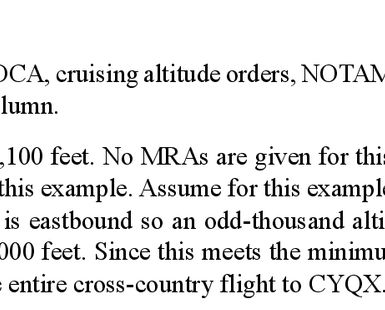 OCA, cruising altitude orders, NOTAM
lumn.
,100 feet. No MRAs are given for this
this example. Assume for this example
is eastbound so an odd-thousand alti
000 feet. Since this meets the minimu
e entire cross-country flight to CYQX.